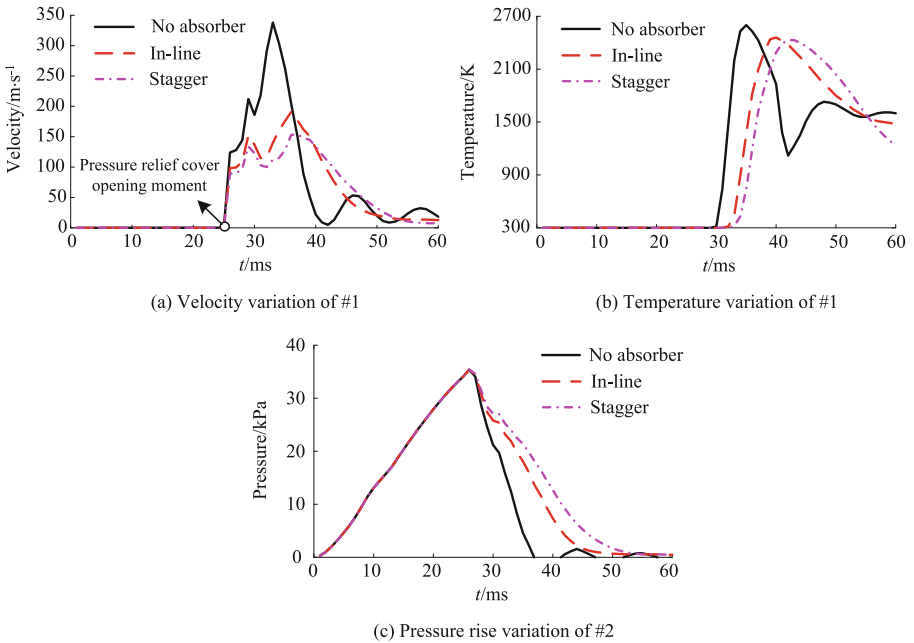 350
300
250
200
150
100
50
0
Velocity/m·s⁻¹
No absorber
In-line
Stagger
Pressure relief cover
opening moment
0 10 20 30 40 50 60
t/ms
(a) Velocity variation of #1
2700
2400
2100
1800
1500
1200
900
600
300
Temperature/K
No absorber
In-line
Stagger
0 10 20 30 40 50 60
t/ms
(b) Temperature variation of #1
40
30
20
10
0
Pressure/kPa
No absorber
In-line
Stagger
0 10 20 30 40 50 60
t/ms
(c) Pressure rise variation of #2